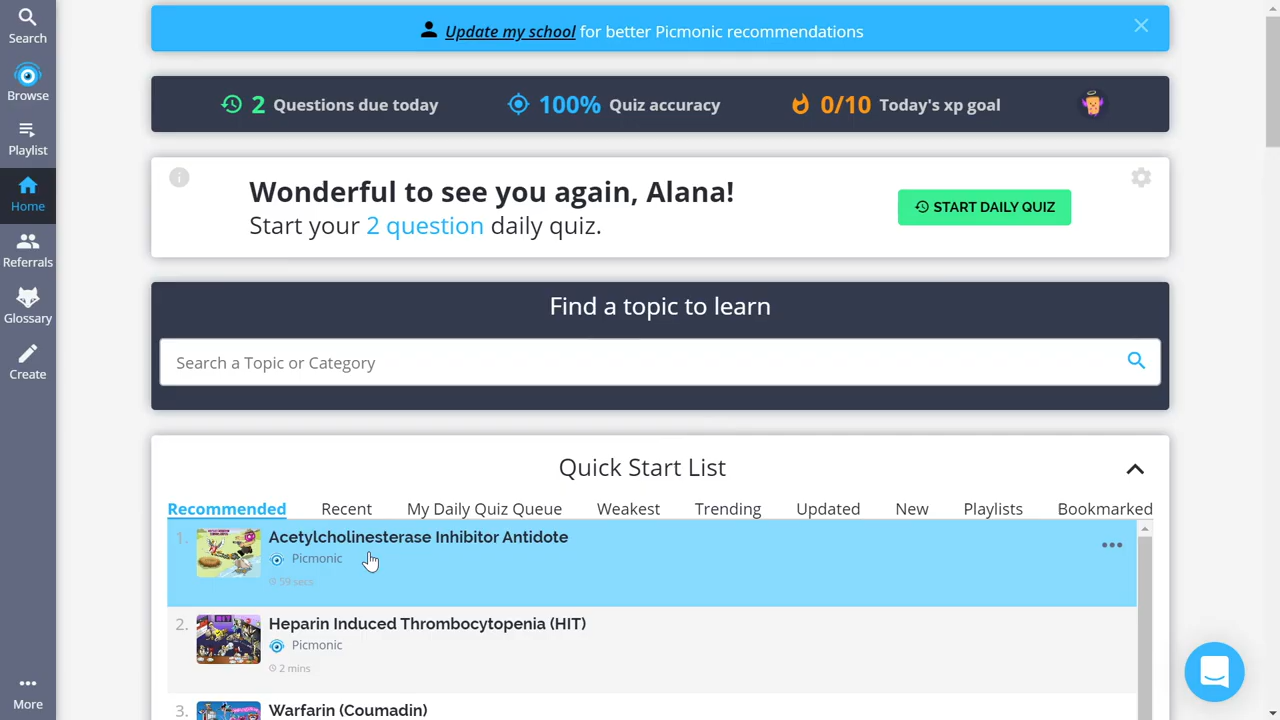 Search
Browse
Playlist
Home
Referrals
Glossary
Create
More
Update my school for better Picmonic recommendations
2 Questions due today
100% Quiz accuracy
0/10 Today's xp goal
Wonderful to see you again, Alana!
Start your 2 question daily quiz.
START DAILY QUIZ
Find a topic to learn
Search a Topic or Category
Quick Start List
Recommended Recent My Daily Quiz Queue Weakest Trending Updated New Playlists Bookmarked
1. Acetylcholinesterase Inhibitor Antidote
Picmonic
59 secs
2. Heparin Induced Thrombocytopenia (HIT)
Picmonic
2 mins
3. Warfarin (Coumadin)